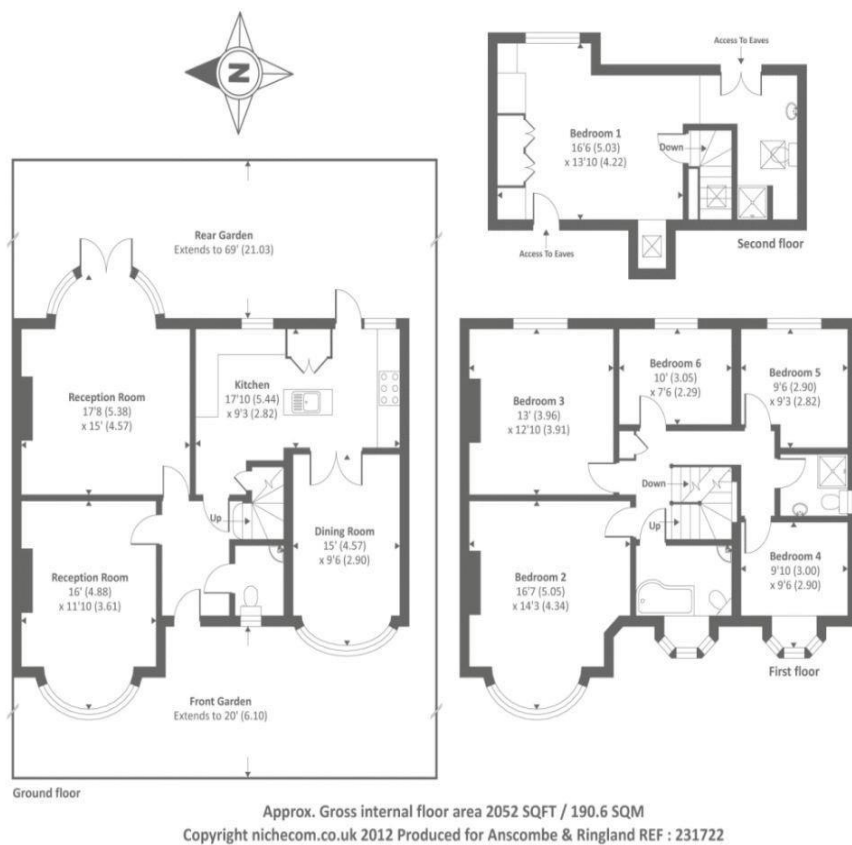 N
Access To Eaves
Bedroom 1
16'6 (5.03)
x 13'10 (4.22)
Down
Access To Eaves
Second floor
Rear Garden
Extends to 69' (21.03)
Reception Room
17'8 (5.38)
x 15' (4.57)
Kitchen
17'10 (5.44)
x 9'3 (2.82)
Up
Dining Room
15' (4.57)
x 9'6 (2.90)
Reception Room
16' (4.88)
x 11'10 (3.61)
Front Garden
Extends to 20' (6.10)
Ground floor
Bedroom 3
13' (3.96)
x 12'10 (3.91)
Bedroom 6
10' (3.05)
x 7'6 (2.29)
Bedroom 5
9'6 (2.90)
x 9'3 (2.82)
Down
Up
Bedroom 2
16'7 (5.05)
x 14'3 (4.34)
Bedroom 4
9'10 (3.00)
x 9'6 (2.90)
First floor
Approx. Gross internal floor area 2052 SQFT / 190.6 SQM
Copyright nichecom.co.uk 2012 Produced for Anscombe & Ringland REF : 231722